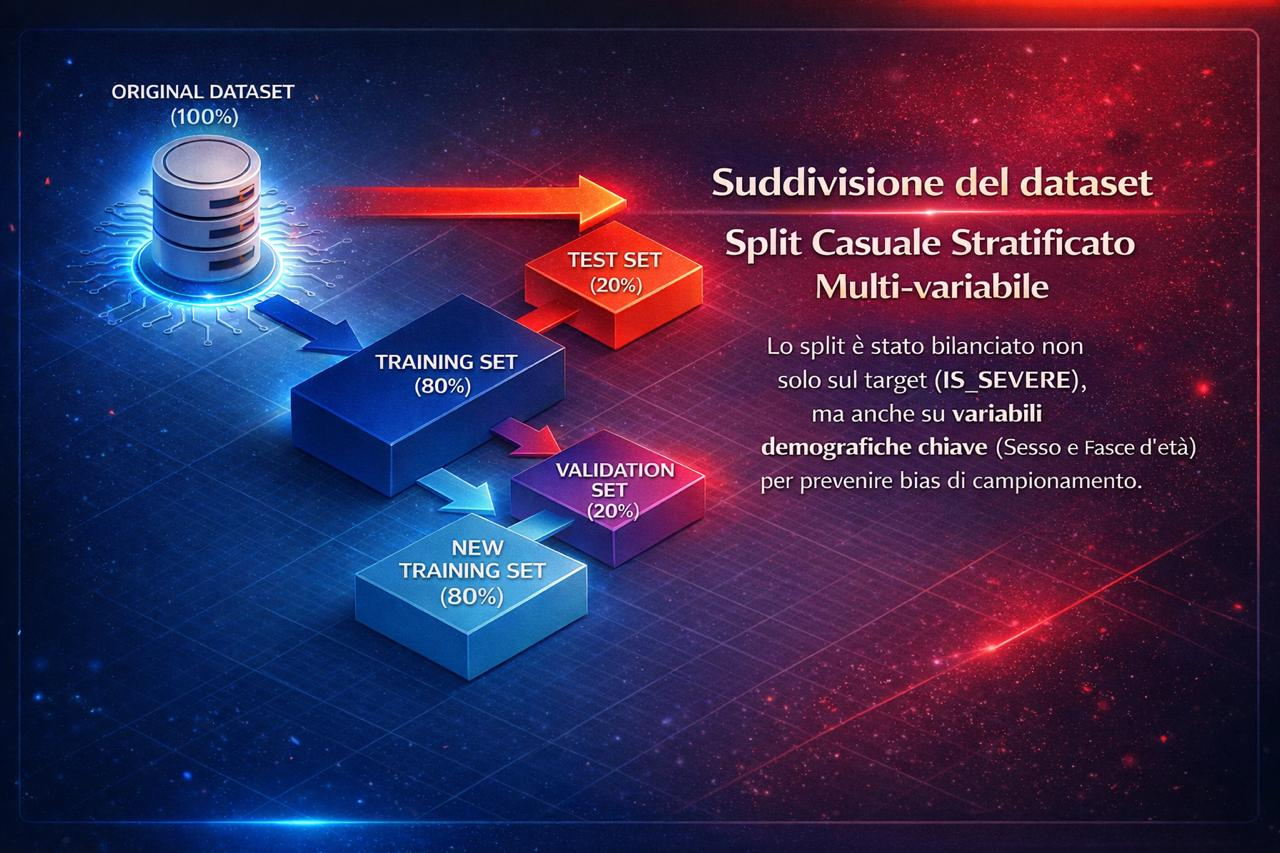 ORIGINAL DATASET
(100%)
TEST SET
(20%)
TRAINING SET
(80%)
VALIDATION
SET
(20%)
NEW
TRAINING SET
(80%)
Suddivisione del dataset
Split Casuale Stratificato
Multi-variabile
Lo split è stato bilanciato non
solo sul target (IS_SEVERE),
ma anche su variabili
demografiche chiave (Sesso e Fasce d'età)
per prevenire bias di campionamento.